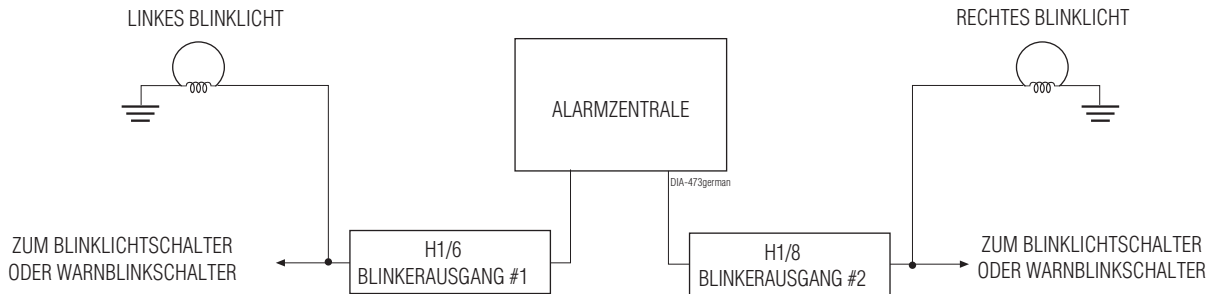 LINKES BLINKLICHT
RECHTES BLINKLICHT
ALARMZENTRALE
DIA-473german
ZUM BLINKLICHTSCHALTER
ODER WARNBLINKSCHALTER
H1/6
BLINKERAUSGANG #1
H1/8
BLINKERAUSGANG #2
ZUM BLINKLICHTSCHALTER
ODER WARNBLINKSCHALTER